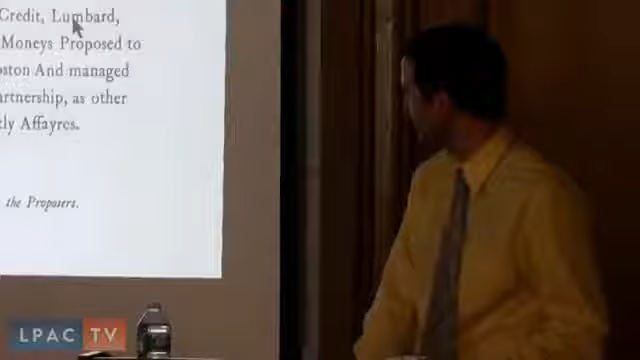 Credit, Lumbard,
Moneys Proposed to
oston And managed
artnership, as other
tly Affayres.
the Proposers.
LPAC TV